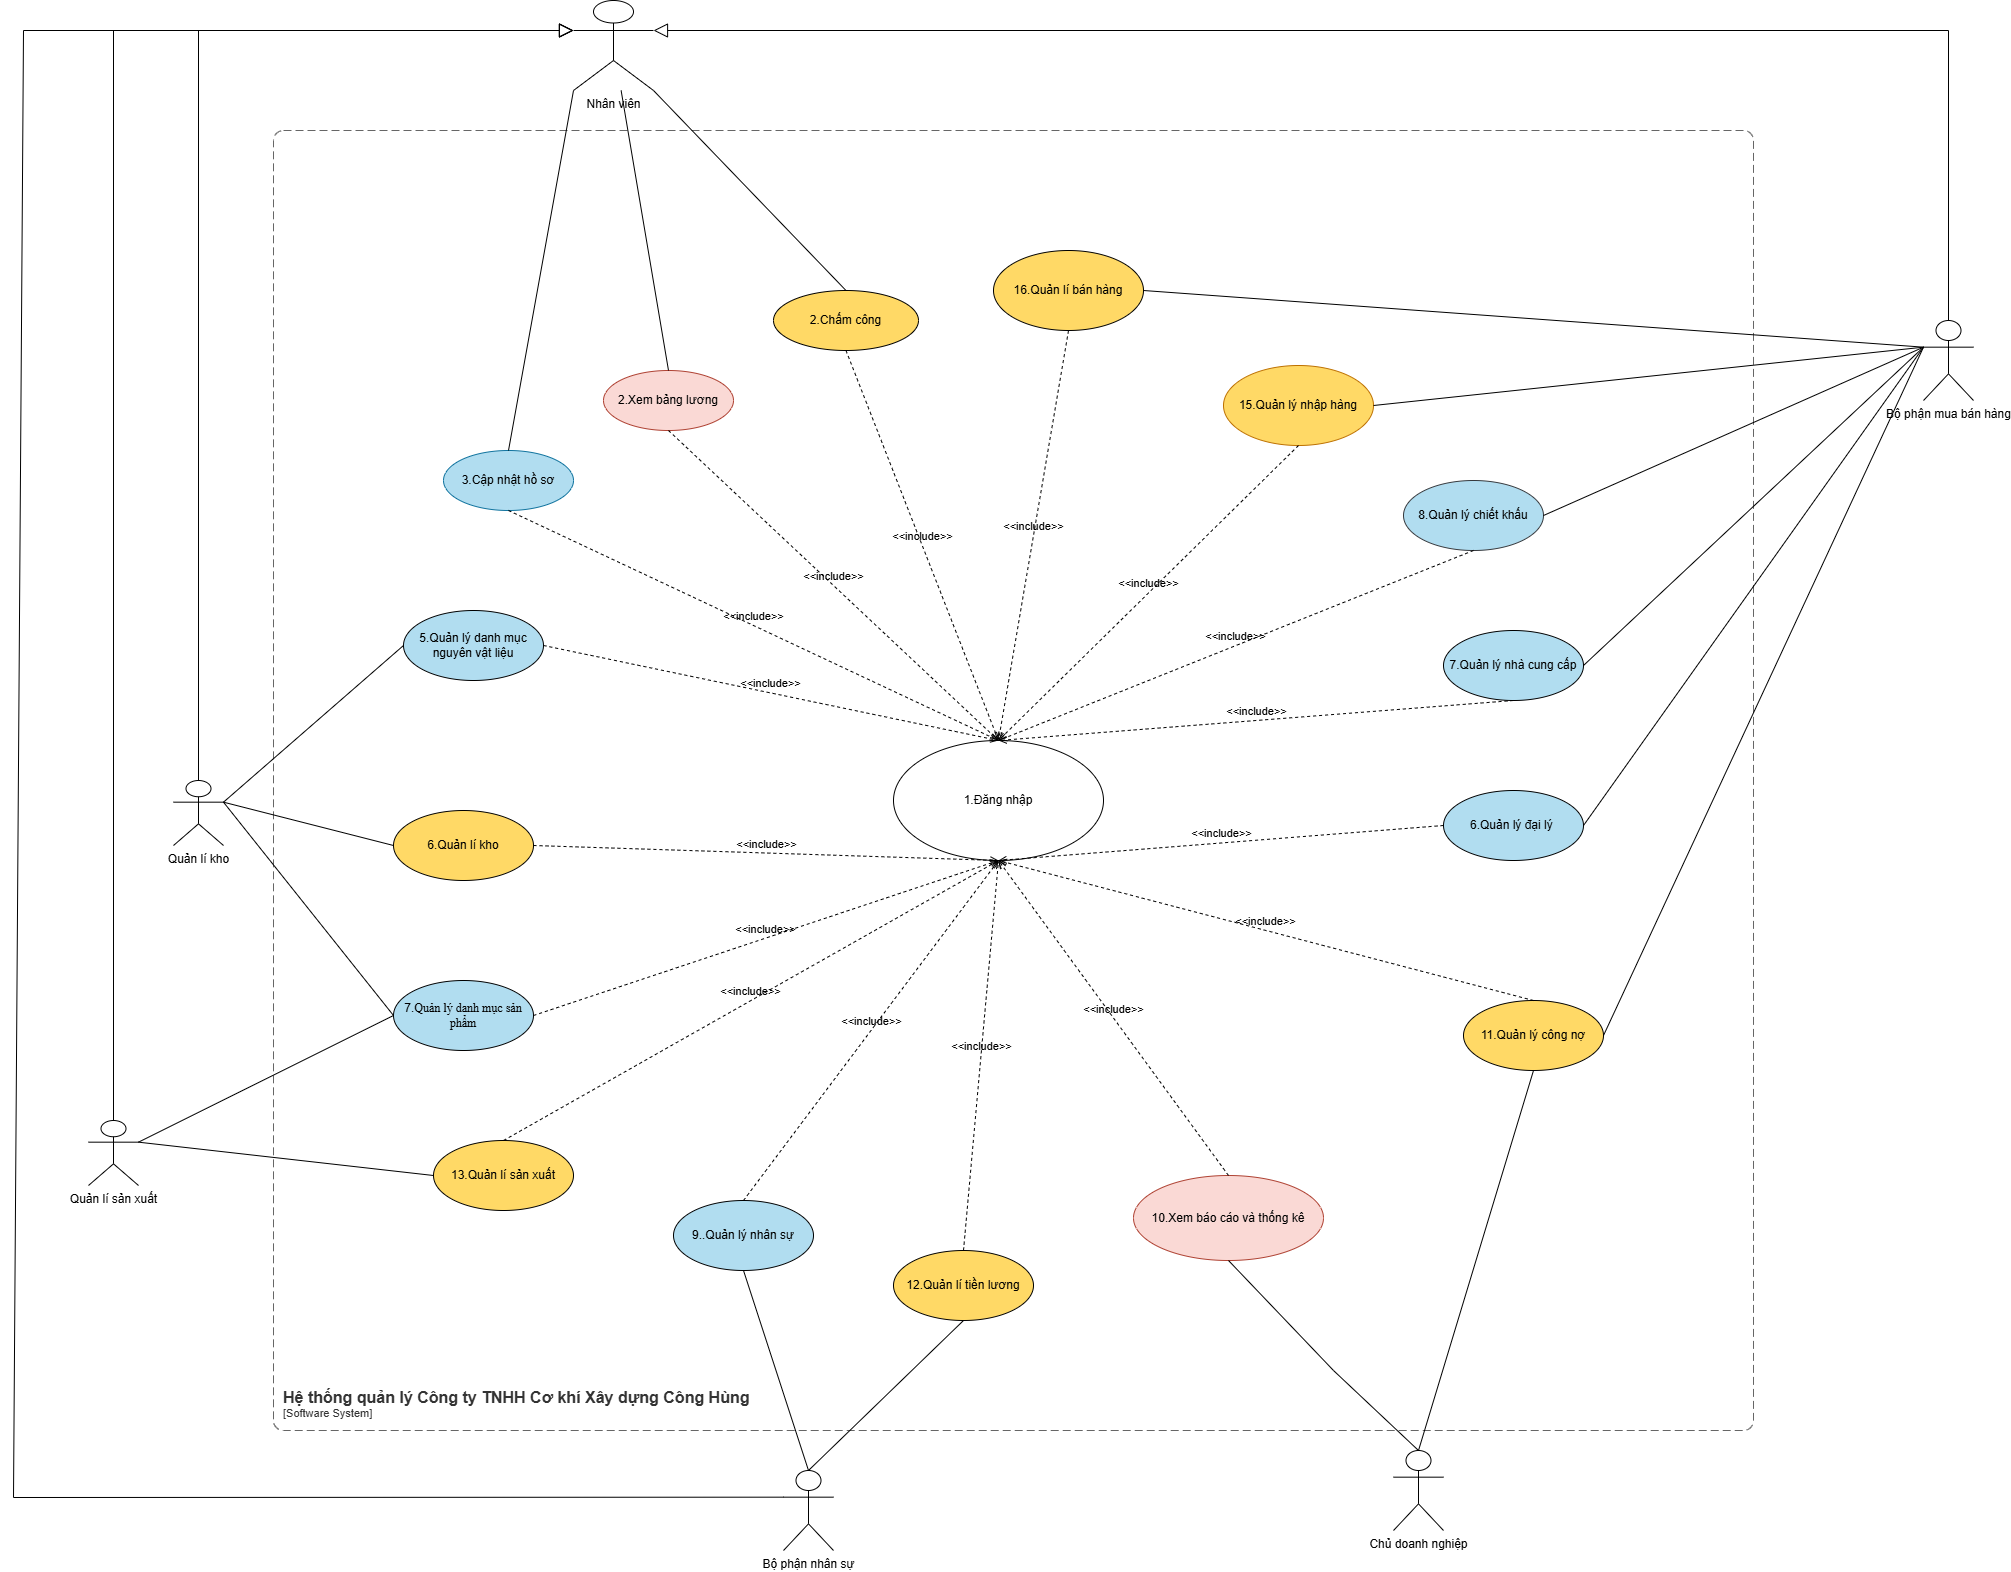 Nhân viên
16.Quản lí bán hàng
2.Chấm công
2.Xem bảng lương
15.Quản lý nhập hàng
Bộ phận mua bán hàng
3.Cập nhật hồ sơ
8.Quản lý chiết khấu
<<include>>
<<include>>
<<include>>
<<include>>
<<include>>
<<include>>
5.Quản lý danh mục
nguyên vật liệu
7.Quản lý nhà cung cấp
<<include>>
<<include>>
1.Đăng nhập
6.Quản lý đại lý
<<include>>
6.Quản lí kho
<<include>>
Quản lí kho
<<include>>
<<include>>
<<include>>
7.Quản lý danh mục sản
phẩm
<<include>>
<<include>>
<<include>>
11.Quản lý công nợ
13.Quản lí sản xuất
Quản lí sản xuất
10.Xem báo cáo và thống kê
9..Quản lý nhân sự
12.Quản lí tiền lương
Hệ thống quản lý Công ty TNHH Cơ khí Xây dựng Công Hùng
[Software System]
Chủ doanh nghiệp
Bộ phận nhân sự